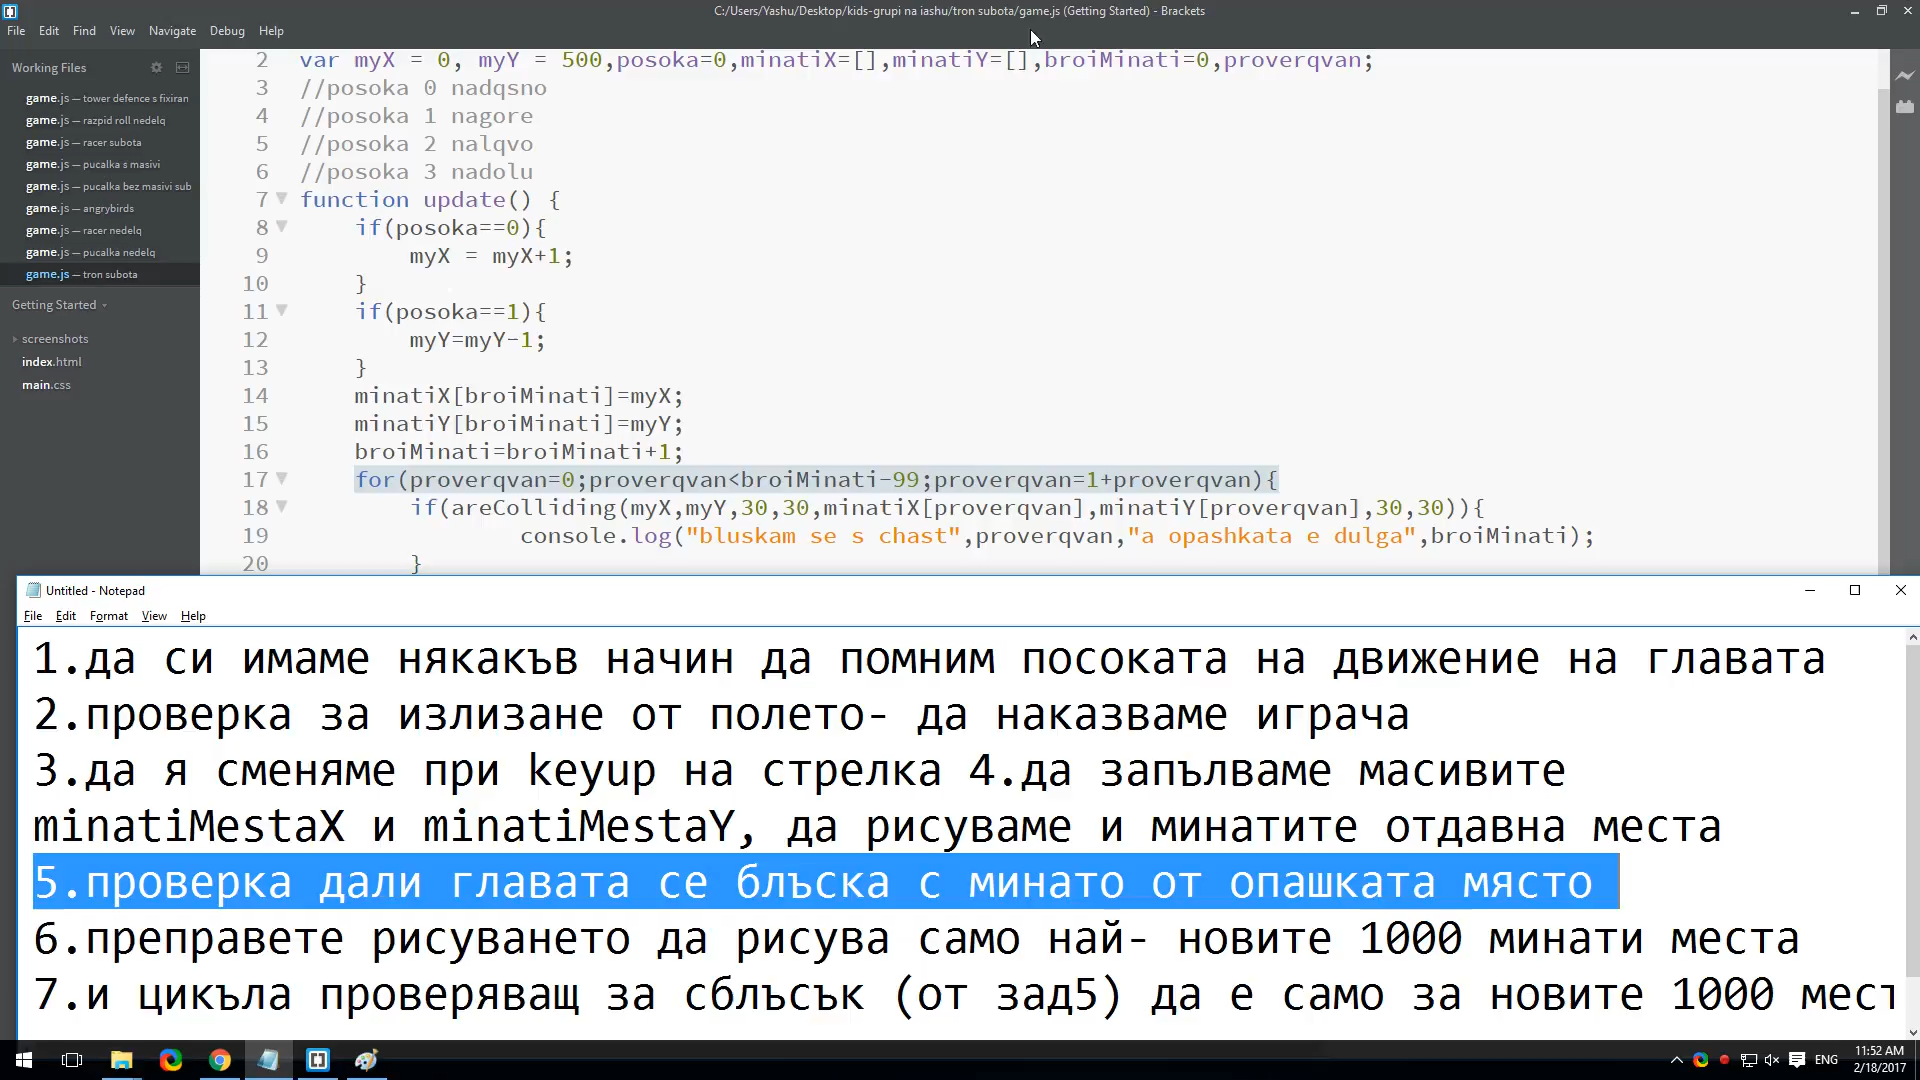 C:/Users/Yashu/Desktop/kids-grupi na iashu/tron subota/game.js (Getting Started) - Brackets
File Edit Find View Navigate Debug Help
Working Files
game.js — tower defence s fixiran
game.js — razpid roll nedelq
game.js — racer subota
game.js — pucalka s masivi
game.js — pucalka bez masivi sub
game.js — angrybirds
game.js — racer nedelq
game.js — pucalka nedelq
game.js — tron subota
Getting Started
screenshots
index.html
main.css
2 var myX = 0, myY = 500,posoka=0,minatiX=[],minatiY=[],broiMinati=0,proverqvan;
3 //posoka 0 nadqsno
4 //posoka 1 nagore
5 //posoka 2 nalqvo
6 //posoka 3 nadolu
7 function update() {
8 if(posoka==0){
9 myX = myX+1;
10 }
11 if(posoka==1){
12 myY=myY-1;
13 }
14 minatiX[broiMinati]=myX;
15 minatiY[broiMinati]=myY;
16 broiMinati=broiMinati+1;
17 for(proverqvan=0;proverqvan<broiMinati-99;proverqvan=1+proverqvan){
18 if(areColliding(myX,myY,30,30,minatiX[proverqvan],minatiY[proverqvan],30,30)){
19 console.log("bluskam se s chast",proverqvan,"a opashkata e dulga",broiMinati);
20 }
Untitled - Notepad
File Edit Format View Help
1.да си имаме някакъв начин да помним посоката на движение на главата
2.проверка за излизане от полето- да наказваме играча
3.да я сменяме при keyup на стрелка 4.да запълваме масивите
minatiMestaX и minatiMestaY, да рисуваме и минатите отдавна места
5.проверка дали главата се блъска с минато от опашката място
6.преправете рисуването да рисува само най- новите 1000 минати места
7.и цикъла проверяващ за сблъсък (от зад5) да е само за новите 1000 мест
ENG
11:52 AM
2/18/2017